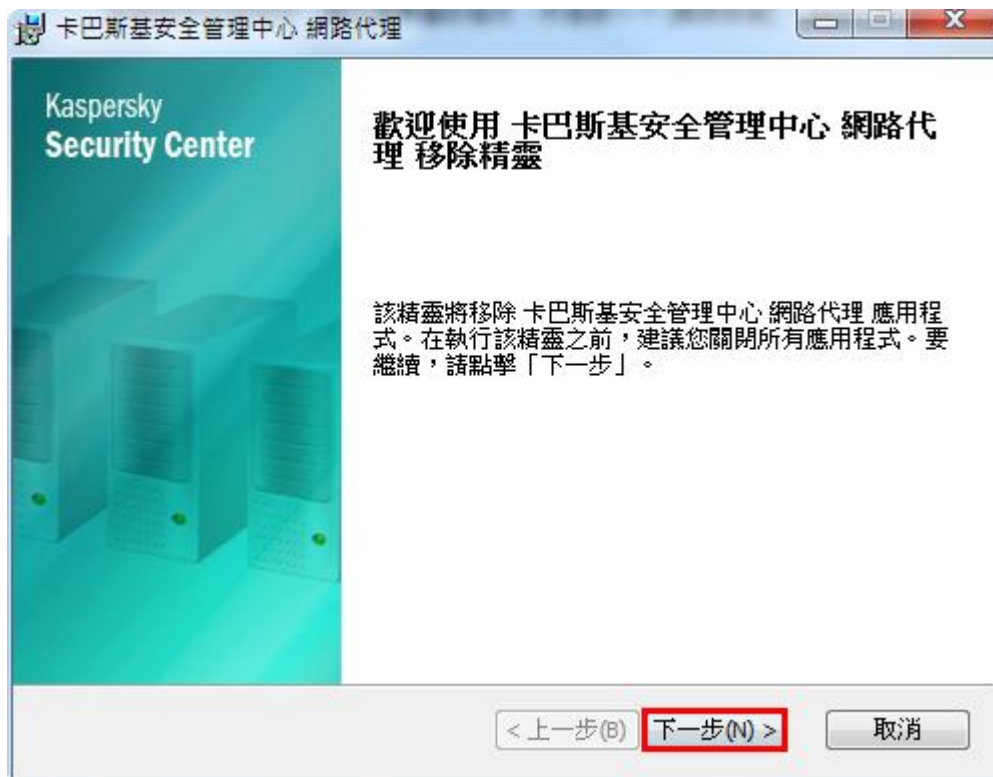 卡巴斯基安全管理中心 網路代理
Kaspersky
Security Center
歡迎使用 卡巴斯基安全管理中心 網路代
理 移除精靈
該精靈將移除 卡巴斯基安全管理中心 網路代理 應用程
式。在執行該精靈之前，建議您關閉所有應用程式。要
繼續，請點擊「下一步」。
< 上一步(B) 下一步(N) > 取消